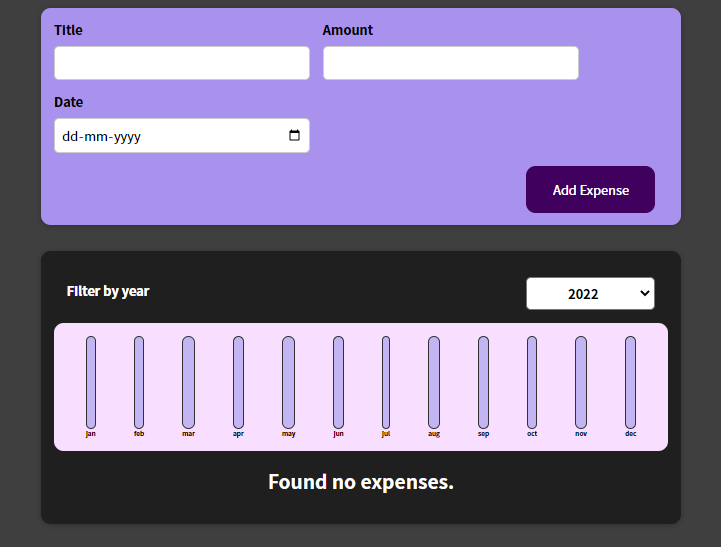 Title
Amount
Date
dd-mm-yyyy
Add Expense
Filter by year
2022
jan feb mar apr may jun jul aug sep oct nov dec
Found no expenses.